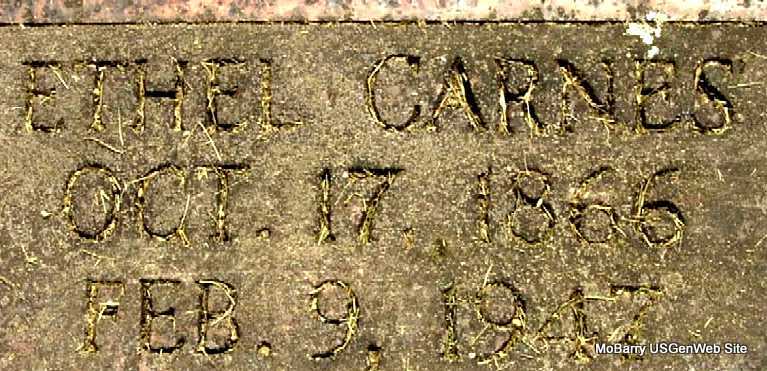 ETHEL CARNES
OCT. 17, 1866
FEB. 9, 1947
MoBarry USGenWeb Site